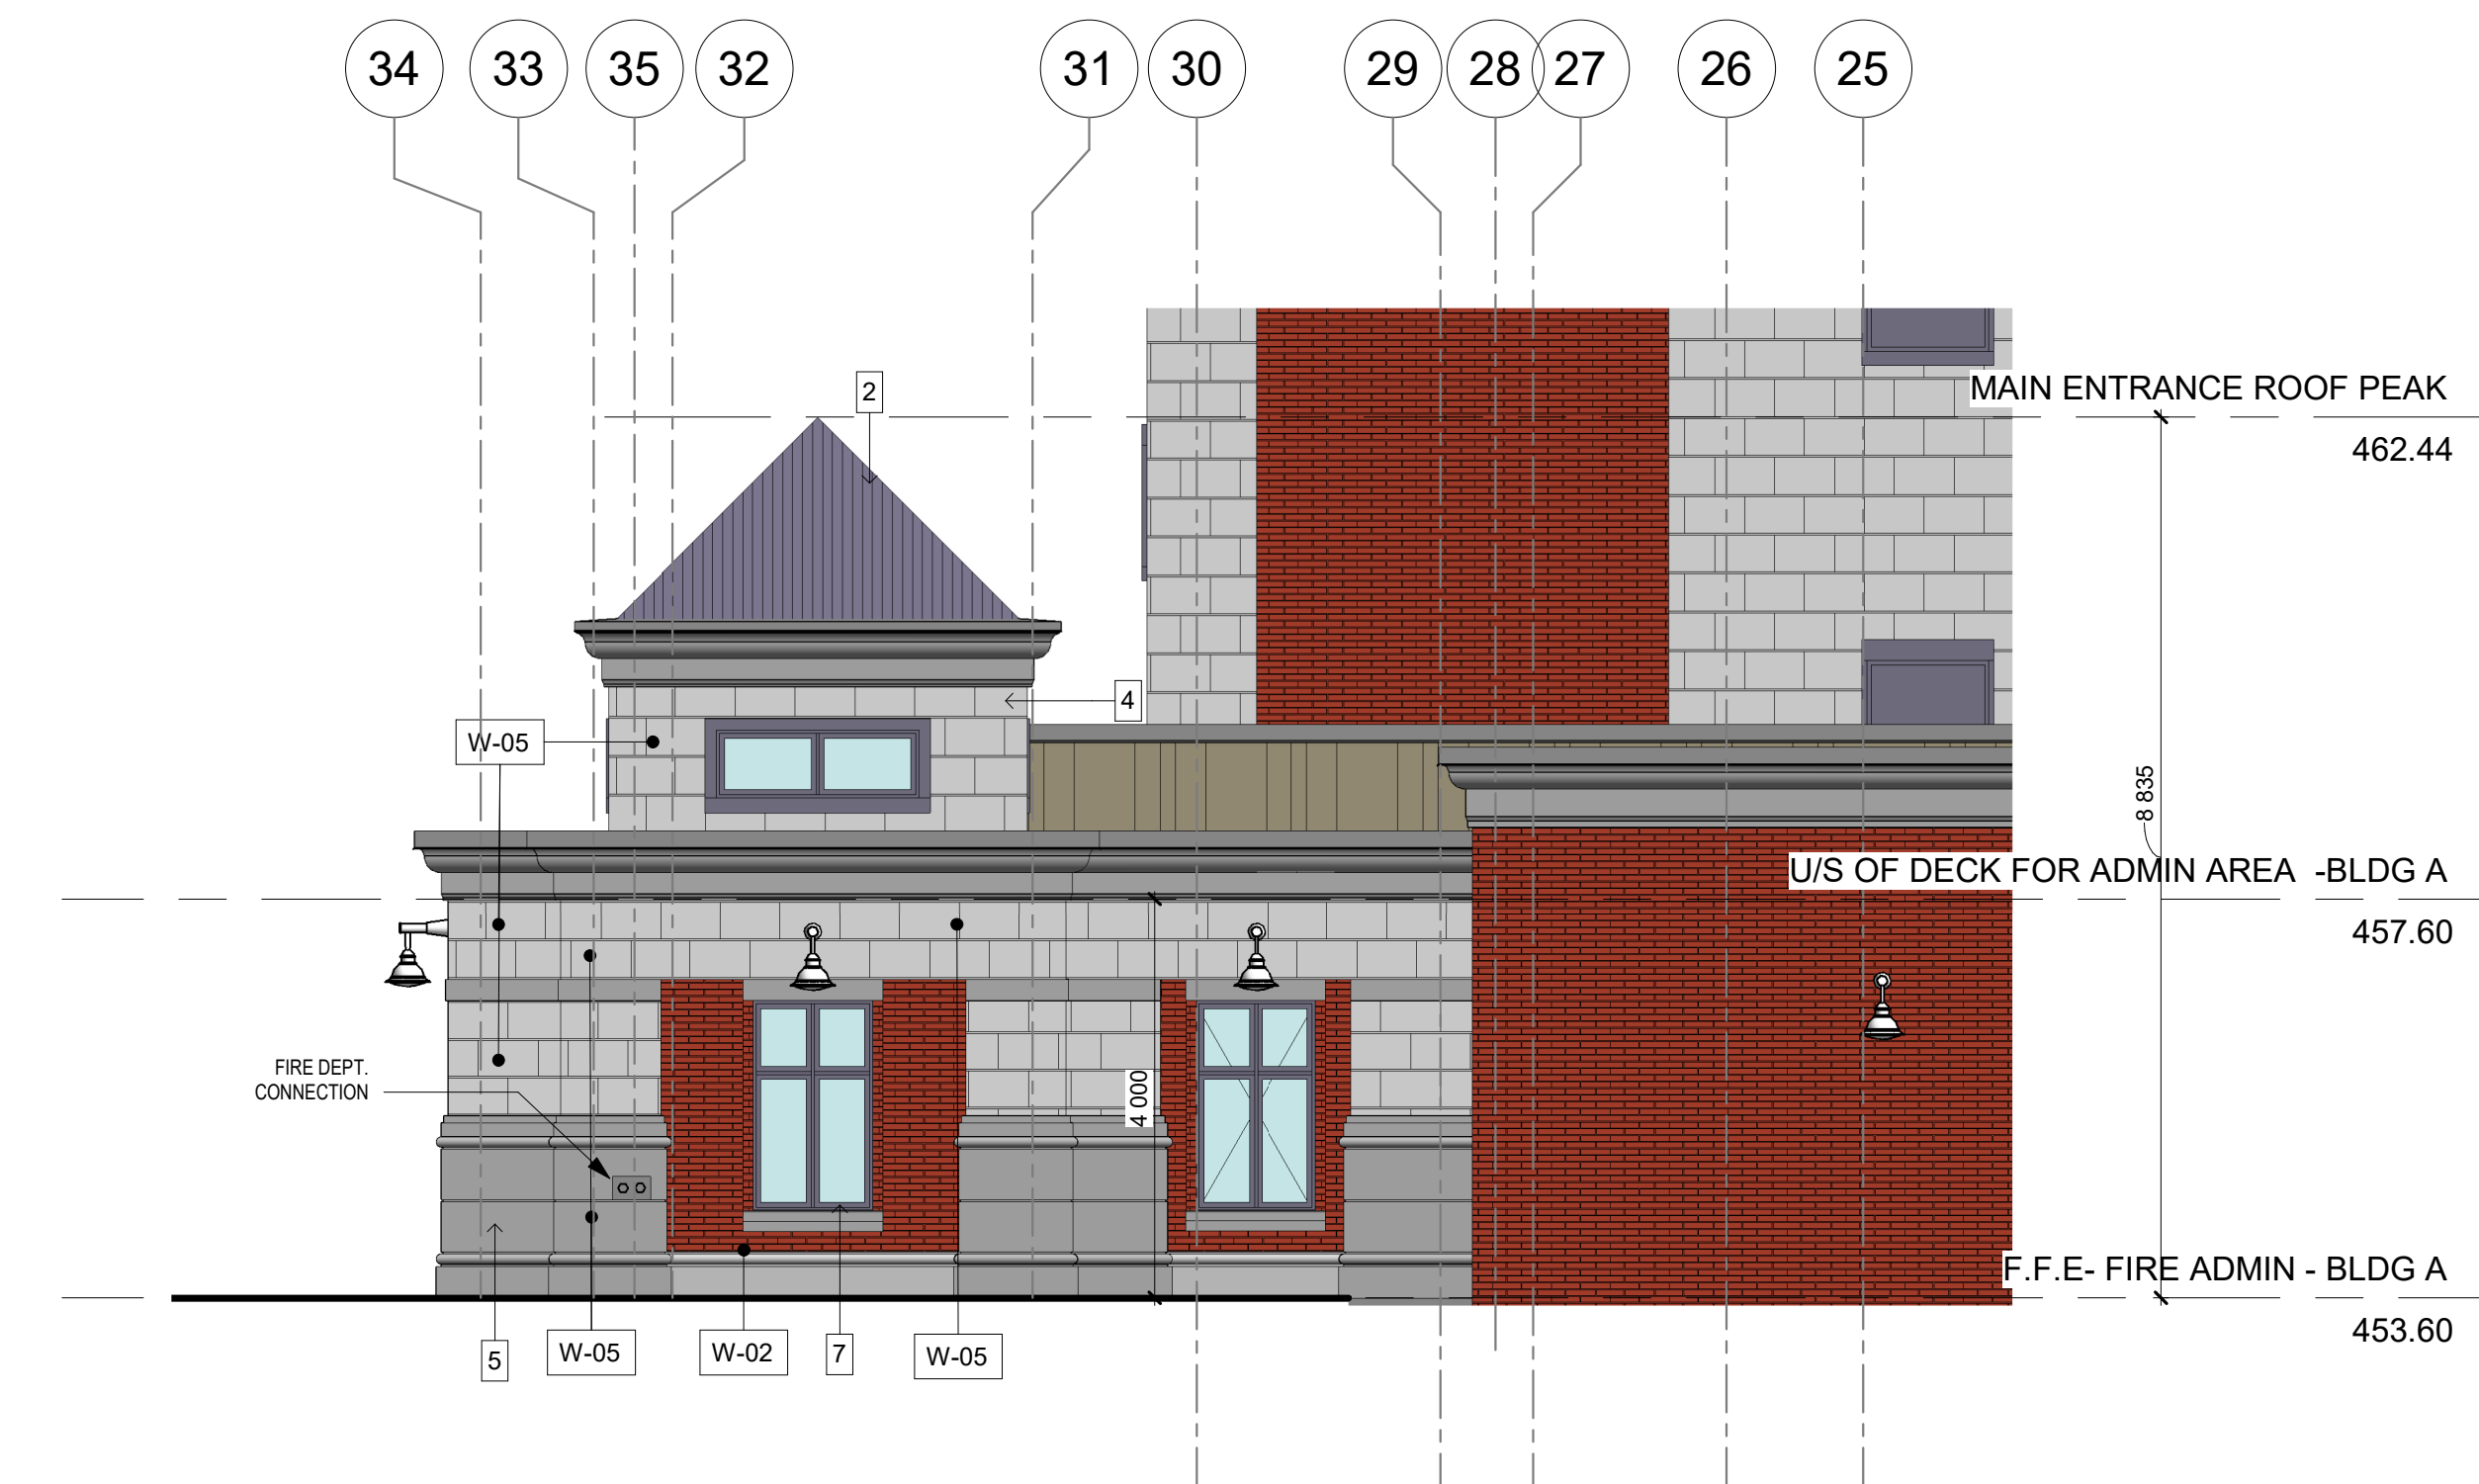 34 33 35 32 31 30 29 28 27 26 25
2
MAIN ENTRANCE ROOF PEAK
462.44
4
W-05
8 835
U/S OF DECK FOR ADMIN AREA -BLDG A
457.60
FIRE DEPT.
CONNECTION
4 000
F.F.E- FIRE ADMIN - BLDG A
453.60
5 W-05 W-02 7 W-05